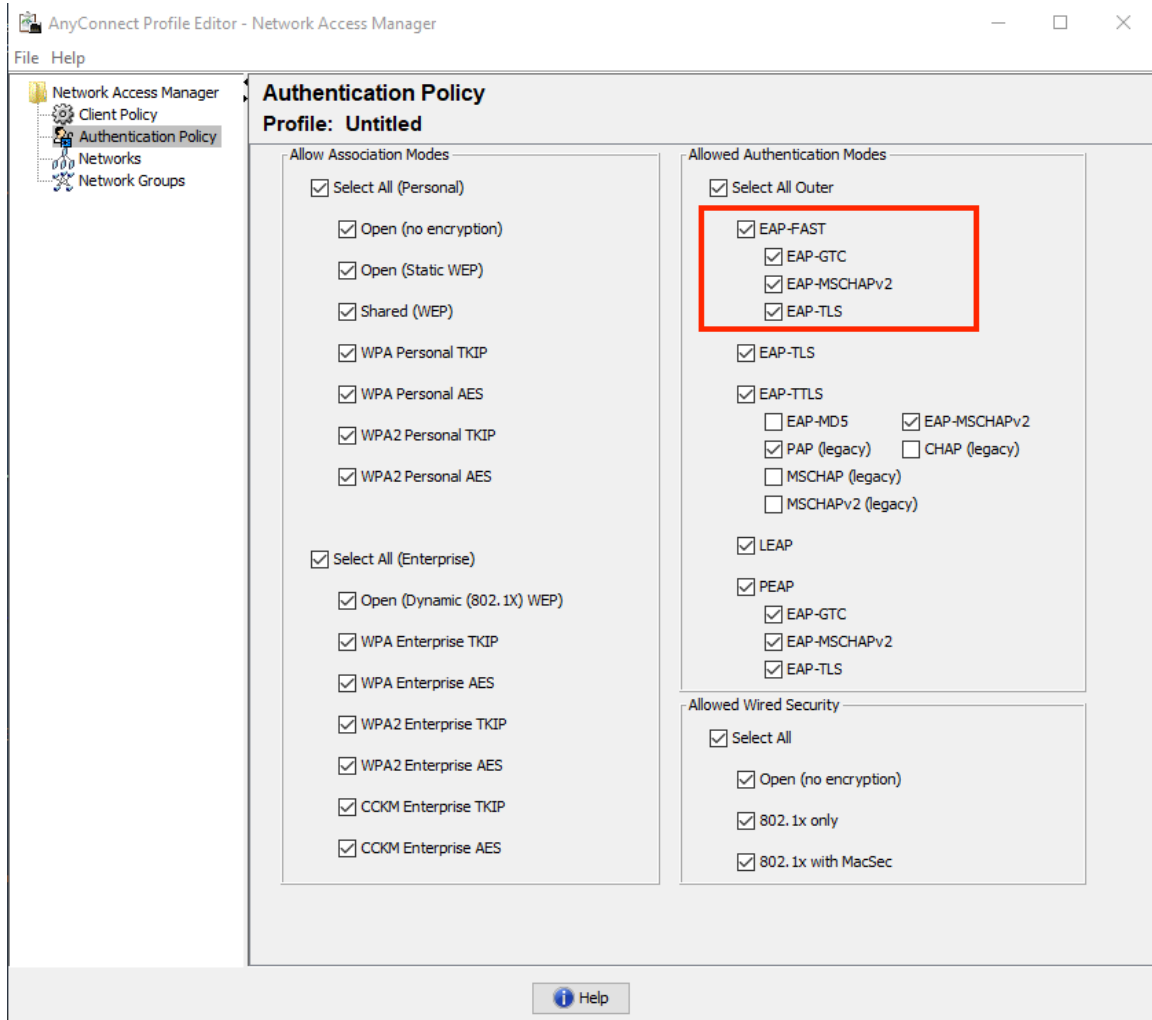 AnyConnect Profile Editor - Network Access Manager
File Help
Network Access Manager
Client Policy
Authentication Policy
Networks
Network Groups
Authentication Policy
Profile: Untitled
Allow Association Modes
Select All (Personal)
Open (no encryption)
Open (Static WEP)
Shared (WEP)
WPA Personal TKIP
WPA Personal AES
WPA2 Personal TKIP
WPA2 Personal AES
Select All (Enterprise)
Open (Dynamic (802.1X) WEP)
WPA Enterprise TKIP
WPA Enterprise AES
WPA2 Enterprise TKIP
WPA2 Enterprise AES
CCKM Enterprise TKIP
CCKM Enterprise AES
Allowed Authentication Modes
Select All Outer
EAP-FAST
EAP-GTC
EAP-MSCHAPv2
EAP-TLS
EAP-TLS
EAP-TTLS
EAP-MD5 EAP-MSCHAPv2
PAP (legacy) CHAP (legacy)
MSCHAP (legacy)
MSCHAPv2 (legacy)
LEAP
PEAP
EAP-GTC
EAP-MSCHAPv2
EAP-TLS
Allowed Wired Security
Select All
Open (no encryption)
802.1x only
802.1x with MacSec
Help